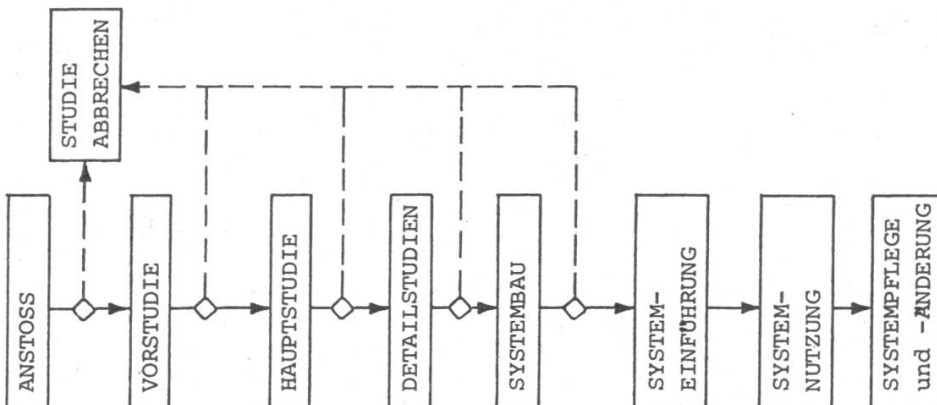 STUDIE
ABBRECHEN
ANSTOSS
VORSTUDIE
HAUPTSTUDIE
DETAILSTUDIEN
SYSTEMBAU
SYSTEM-
EINFÜHRUNG
SYSTEM-
NUTZUNG
SYSTEMPFLEGE
und -ÄNDERUNG